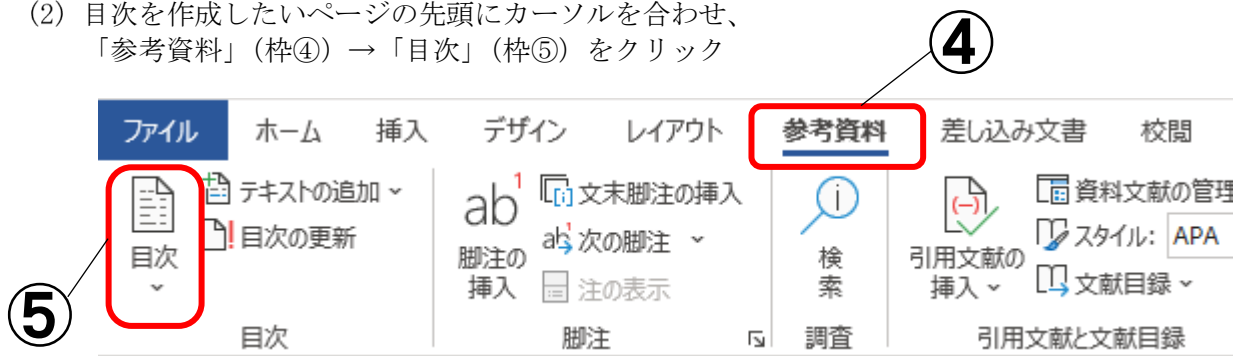 (2) 目次を作成したいページの先頭にカーソルを合わせ、
「参考資料」(枠④) →「目次」(枠⑤) をクリック
④
ファイル ホーム 挿入 デザイン レイアウト 参考資料 差し込み文書 校閲
テキストの追加
目次の更新
目次
目次
ab1
脚注の
挿入
文末脚注の挿入
次の脚注
注の表示
脚注
検
索
調査
引用文献の
挿入
資料文献の管理
スタイル: APA
文献目録
引用文献と文献目録
⑤